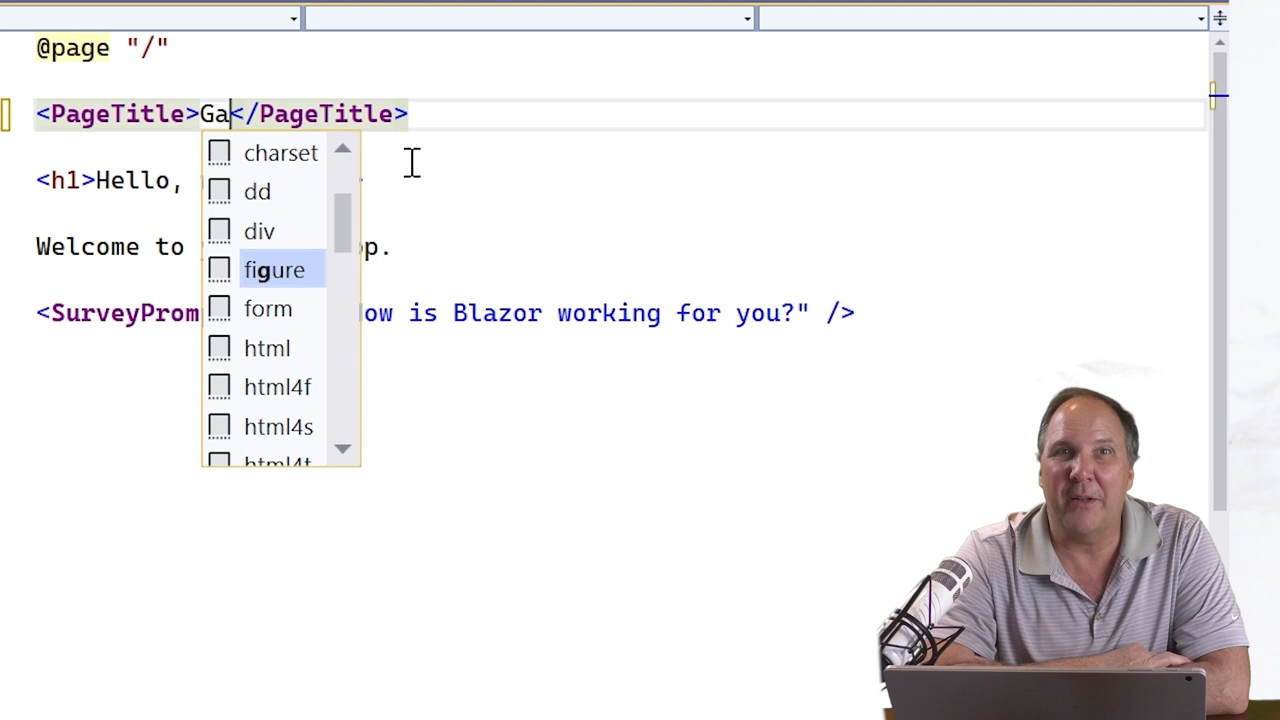 @page "/"
<PageTitle>Ga</PageTitle>
charset
<h1>Hello,
dd
div
Welcome to
p.
figure
form
<SurveyProm
ow is Blazor working for you?" />
html
html4f
html4s
html4t